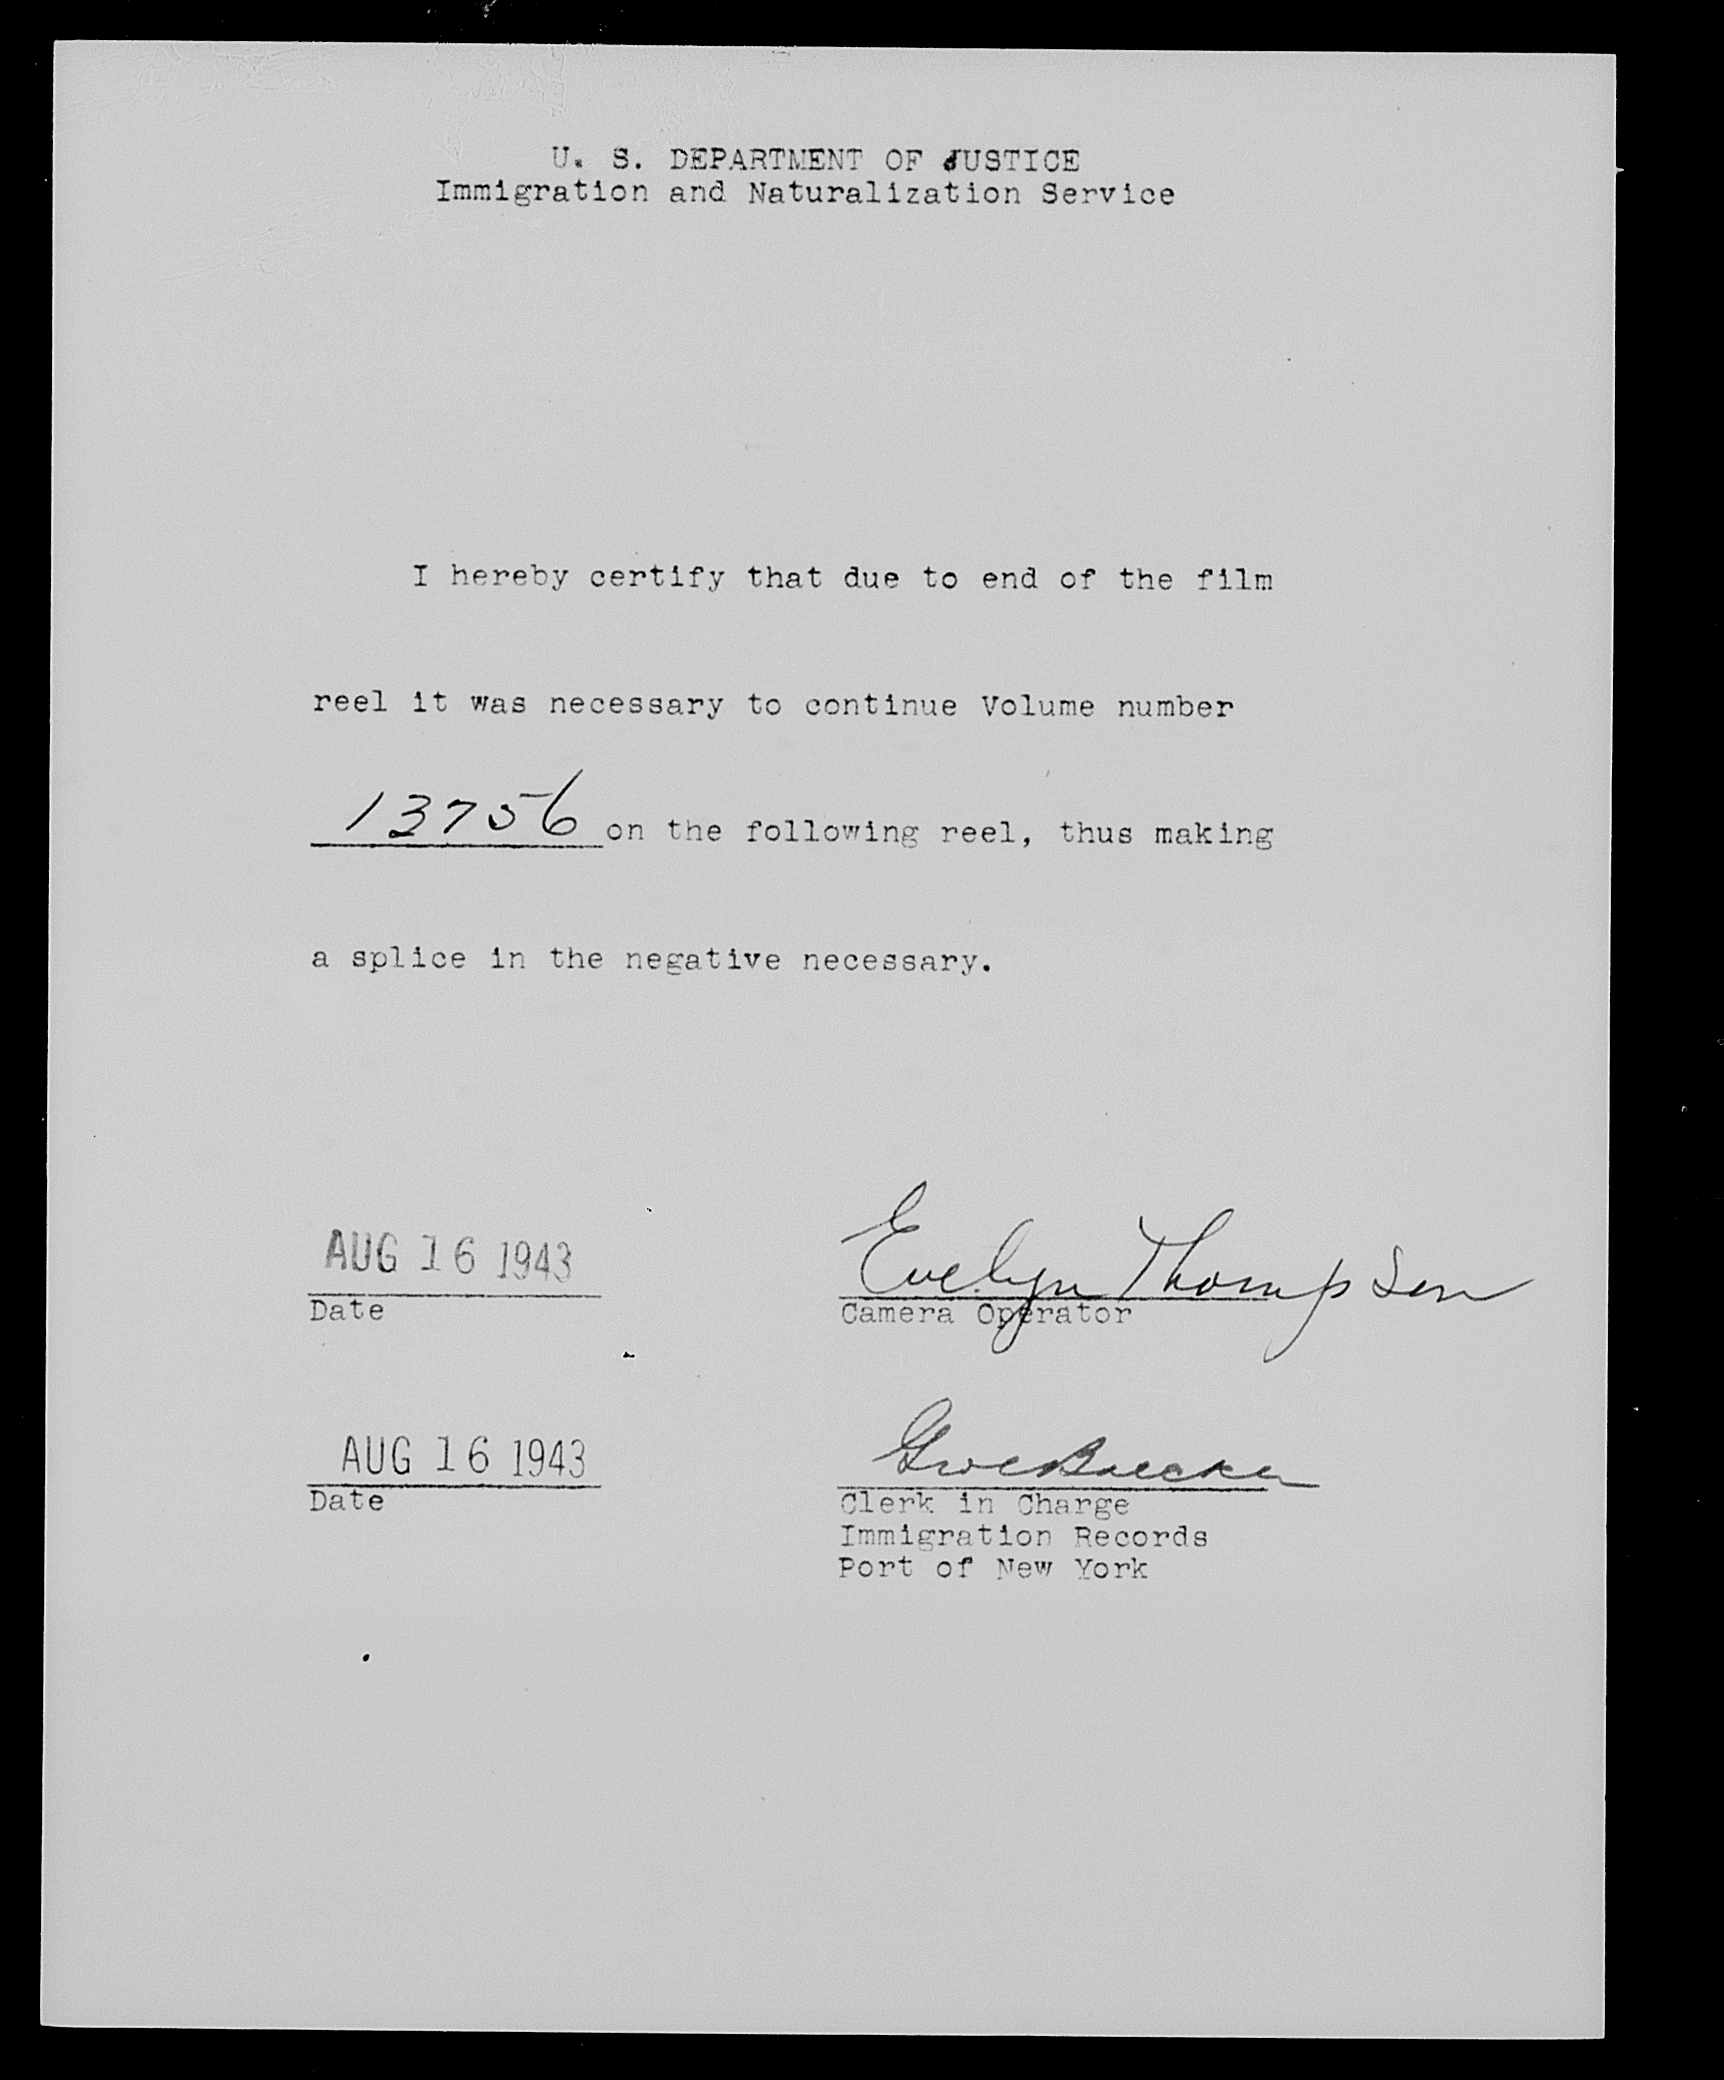 U. S. DEPARTMENT OF JUSTICE
Immigration and Naturalization Service
I hereby certify that due to end of the film
reel it was necessary to continue Volume number
13756 on the following reel, thus making
a splice in the negative necessary.
AUG 16 1943
Evelyn Thompson
Date
Camera Operator
AUG 16 1943
Date
Clerk in Charge
Immigration Records
Port of New York